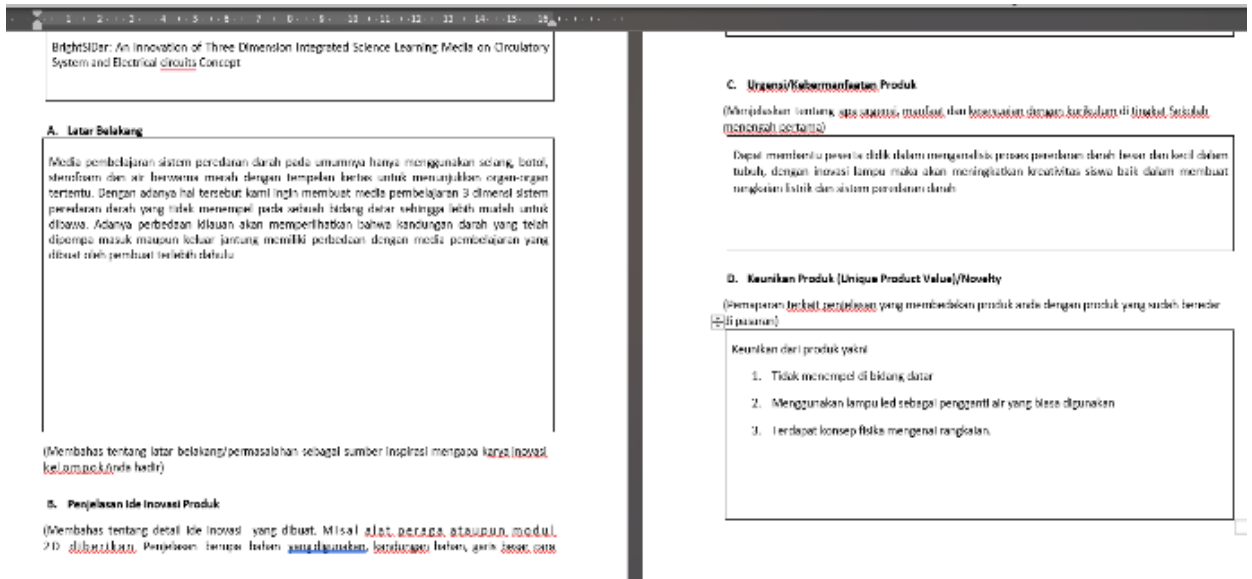 BrightSiDar: An Innovation of Three Dimension Integrated Science Learning Media on Circulatory
System and Electrical circuits Concept
A. Latar Belakang
Media pembelajaran sistem peredaran darah pada umumnya hanya menggunakan selang, botol,
sterofoam dan air berwarna merah dengan tempelan kertas untuk menunjukkan organ-organ
tertentu. Dengan adanya hal tersebut kami ingin membuat media pembelajaran 3 dimensi sistem
peredaran darah yang tidak menempel pada sebuah bidang datar sehingga lebih mudah untuk
dibawa. Adanya perbedaan kilauan akan memperlihatkan bahwa kandungan darah yang telah
dipompa masuk maupun keluar jantung memiliki perbedaan dengan media pembelajaran yang
dibuat oleh pembuat terlebih dahulu
(Membahas tentang latar belakang/permasalahan sebagai sumber inspirasi mengapa karya inovasi
kelompok Anda hadir)
B. Penjelasan Ide Inovasi Produk
(Membahas tentang detail ide inovasi yang dibuat. Misal alat peraga ataupun modul
2D diberikan. Penjelasan berupa bahan yang digunakan, kandungan bahan, garis besar cara
C. Urgensi/Kebermanfaatan Produk
(Menjelaskan tentang apa urgensi, manfaat dan kesesuaian dengan kurikulum di tingkat Sekolah
menengah pertama)
Dapat membantu peserta didik dalam menganalisis proses peredaran darah besar dan kecil dalam
tubuh, dengan inovasi lampu maka akan meningkatkan kreativitas siswa baik dalam membuat
rangkaian listrik dan sistem peredaran darah
D. Keunikan Produk (Unique Product Value)/Novelty
(Pemaparan terkait penjelasan yang membedakan produk anda dengan produk yang sudah beredar
di pasaran)
Keunikan dari produk yakni
1. Tidak menempel di bidang datar
2. Menggunakan lampu led sebagai pengganti air yang biasa digunakan
3. Terdapat konsep fisika mengenai rangkaian.